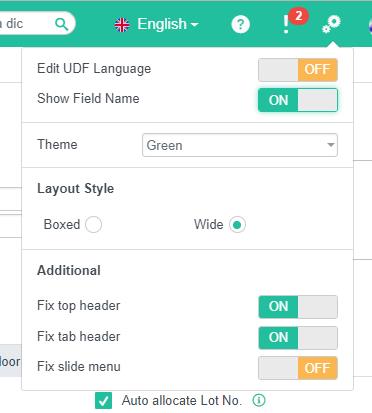 dic
English
?
! 2
Edit UDF Language OFF
Show Field Name ON
Theme Green
Layout Style
Boxed Wide
Additional
Fix top header ON
Fix tab header ON
Fix slide menu OFF
loor
Auto allocate Lot No.